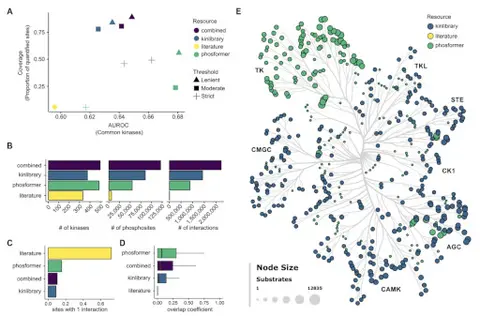 A
Resource
combined
kinlibrary
literature
phosformer
Threshold
Lenient
Moderate
Strict
Coverage
(Proportion of quantified sites)
0.75
0.50
0.25
0.60
0.62
0.64
0.66
0.68
AUROC
(Common kinases)
B
combined
kinlibrary
phosformer
literature
0
100
200
300
400
500
# of kinases
0
25,000
50,000
75,000
100,000
125,000
# of phosphosites
0
500,000
1,000,000
1,500,000
2,000,000
# of interactions
C
literature
phosformer
combined
kinlibrary
0
0.2
0.4
0.6
sites with 1 interaction
D
phosformer
combined
kinlibrary
literature
0
0.25
0.50
0.75
1.00
overlap coefficient
E
Resource
kinlibrary
literature
phosformer
TK
TKL
STE
CK1
AGC
CAMK
CMGC
Node Size
Substrates
1
12835